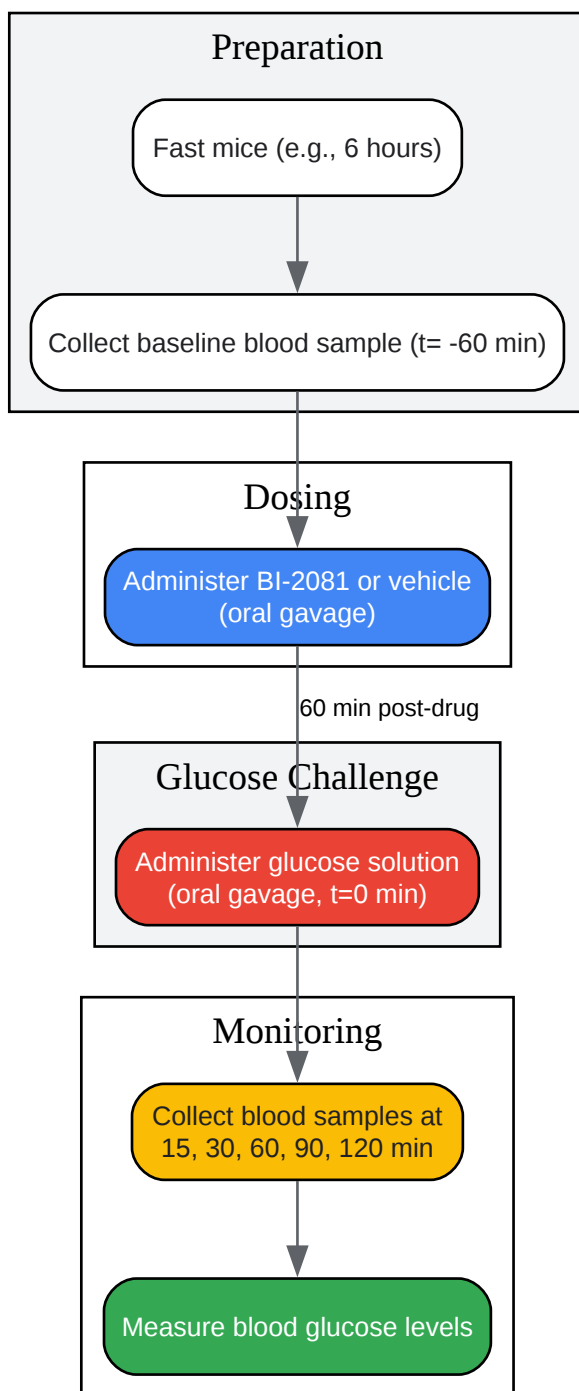 Preparation
Fast mice (e.g., 6 hours)
Collect baseline blood sample (t= -60 min)
Dosing
Administer BI-2081 or vehicle
(oral gavage)
60 min post-drug
Glucose Challenge
Administer glucose solution
(oral gavage, t=0 min)
Monitoring
Collect blood samples at
15, 30, 60, 90, 120 min
Measure blood glucose levels